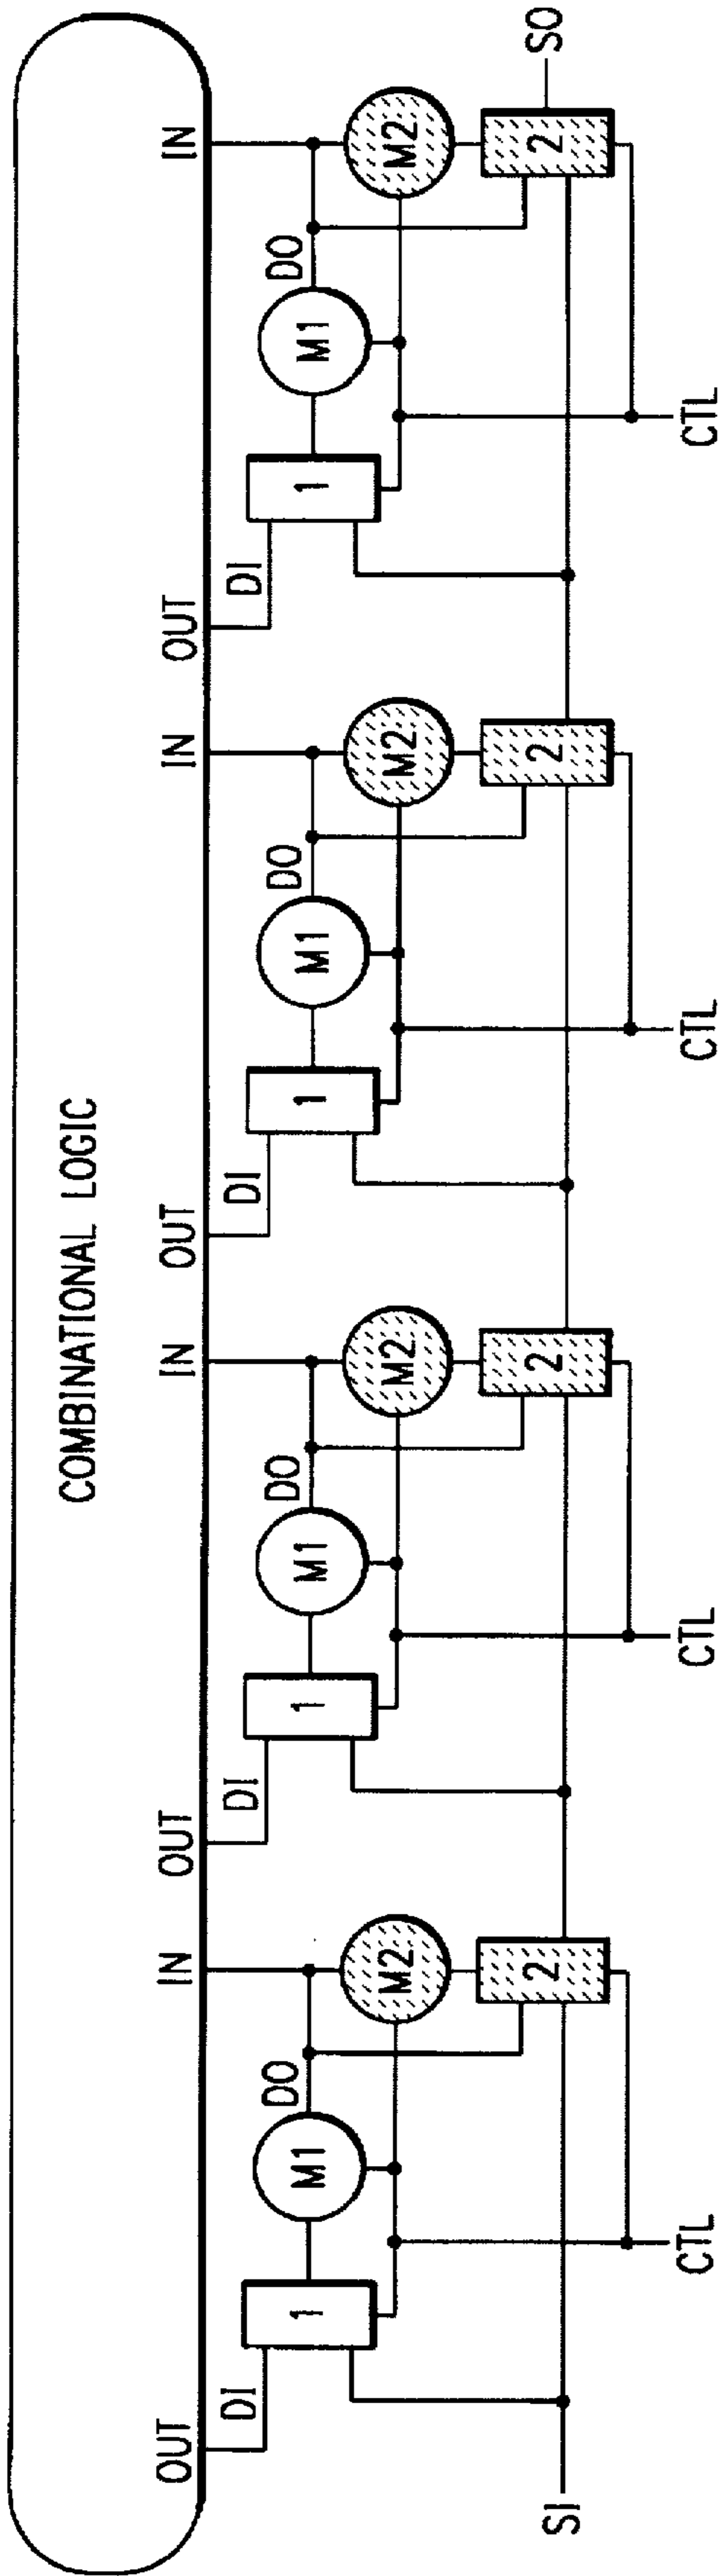 COMBINATIONAL LOGIC
OUT IN OUT IN OUT IN OUT IN
DI DO DI DO DI DO DI DO
1 M1 M2 1 M1 M2 1 M1 M2 1 M1 M2
2 2 2 2
SI SO
CTL CTL CTL CTL